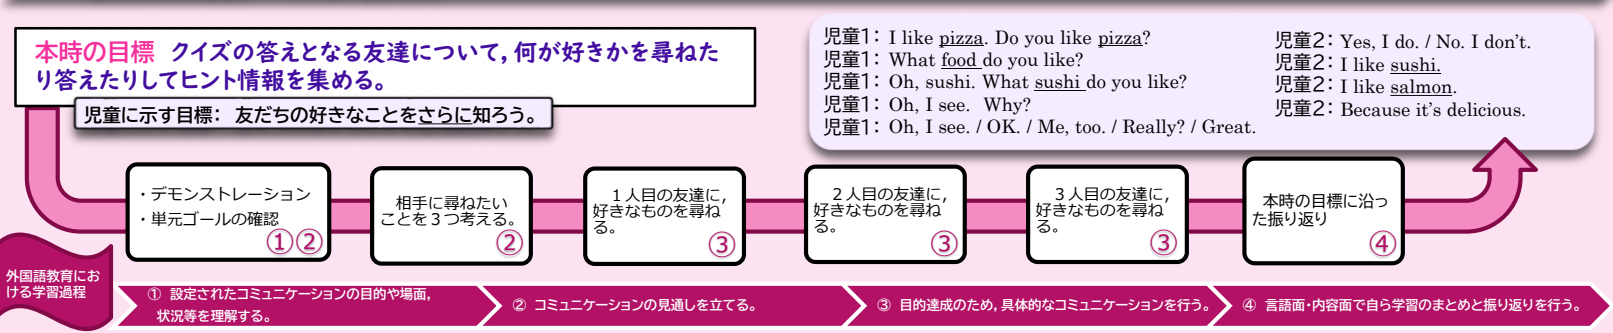 本時の目標 クイズの答えとなる友達について，何が好きかを尋ねた
り答えたりしてヒント情報を集める。
児童に示す目標： 友だちの好きなことをさらに知ろう。
児童1： I like pizza. Do you like pizza?
児童1： What food do you like?
児童1： Oh, sushi. What sushi do you like?
児童1： Oh, I see. Why?
児童1： Oh, I see. / OK. / Me, too. / Really? / Great.
児童2： Yes, I do. / No. I don't.
児童2： I like sushi.
児童2： I like salmon.
児童2： Because it's delicious.
・デモンストレーション
・単元ゴールの確認
①②
相手に尋ねたい
ことを３つ考える。
②
１人目の友達に，
好きなものを尋ね
る。
③
２人目の友達に，
好きなものを尋ね
る。
③
３人目の友達に，
好きなものを尋ね
る。
③
本時の目標に沿っ
た振り返り
④
外国語教育にお
ける学習過程
① 設定されたコミュニケーションの目的や場面，
状況等を理解する。
② コミュニケーションの見通しを立てる。
③ 目的達成のため，具体的なコミュニケーションを行う。
④ 言語面・内容面で自ら学習のまとめと振り返りを行う。